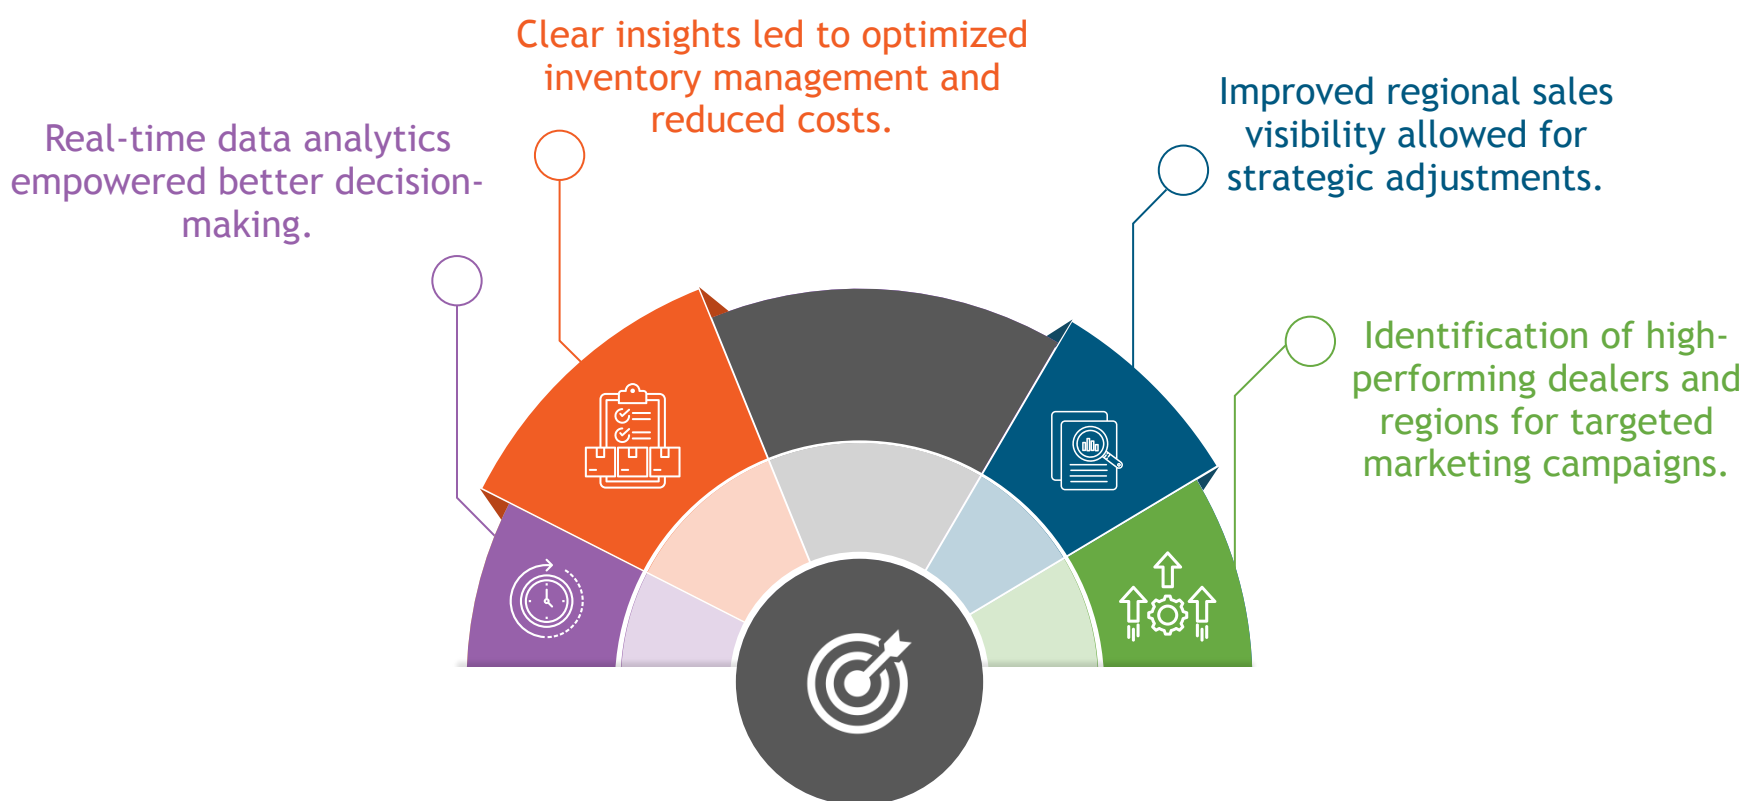 Clear insights led to optimized
inventory management and
reduced costs.
Real-time data analytics
empowered better decision-
making.
Improved regional sales
visibility allowed for
strategic adjustments.
Identification of high-
performing dealers and
regions for targeted
marketing campaigns.